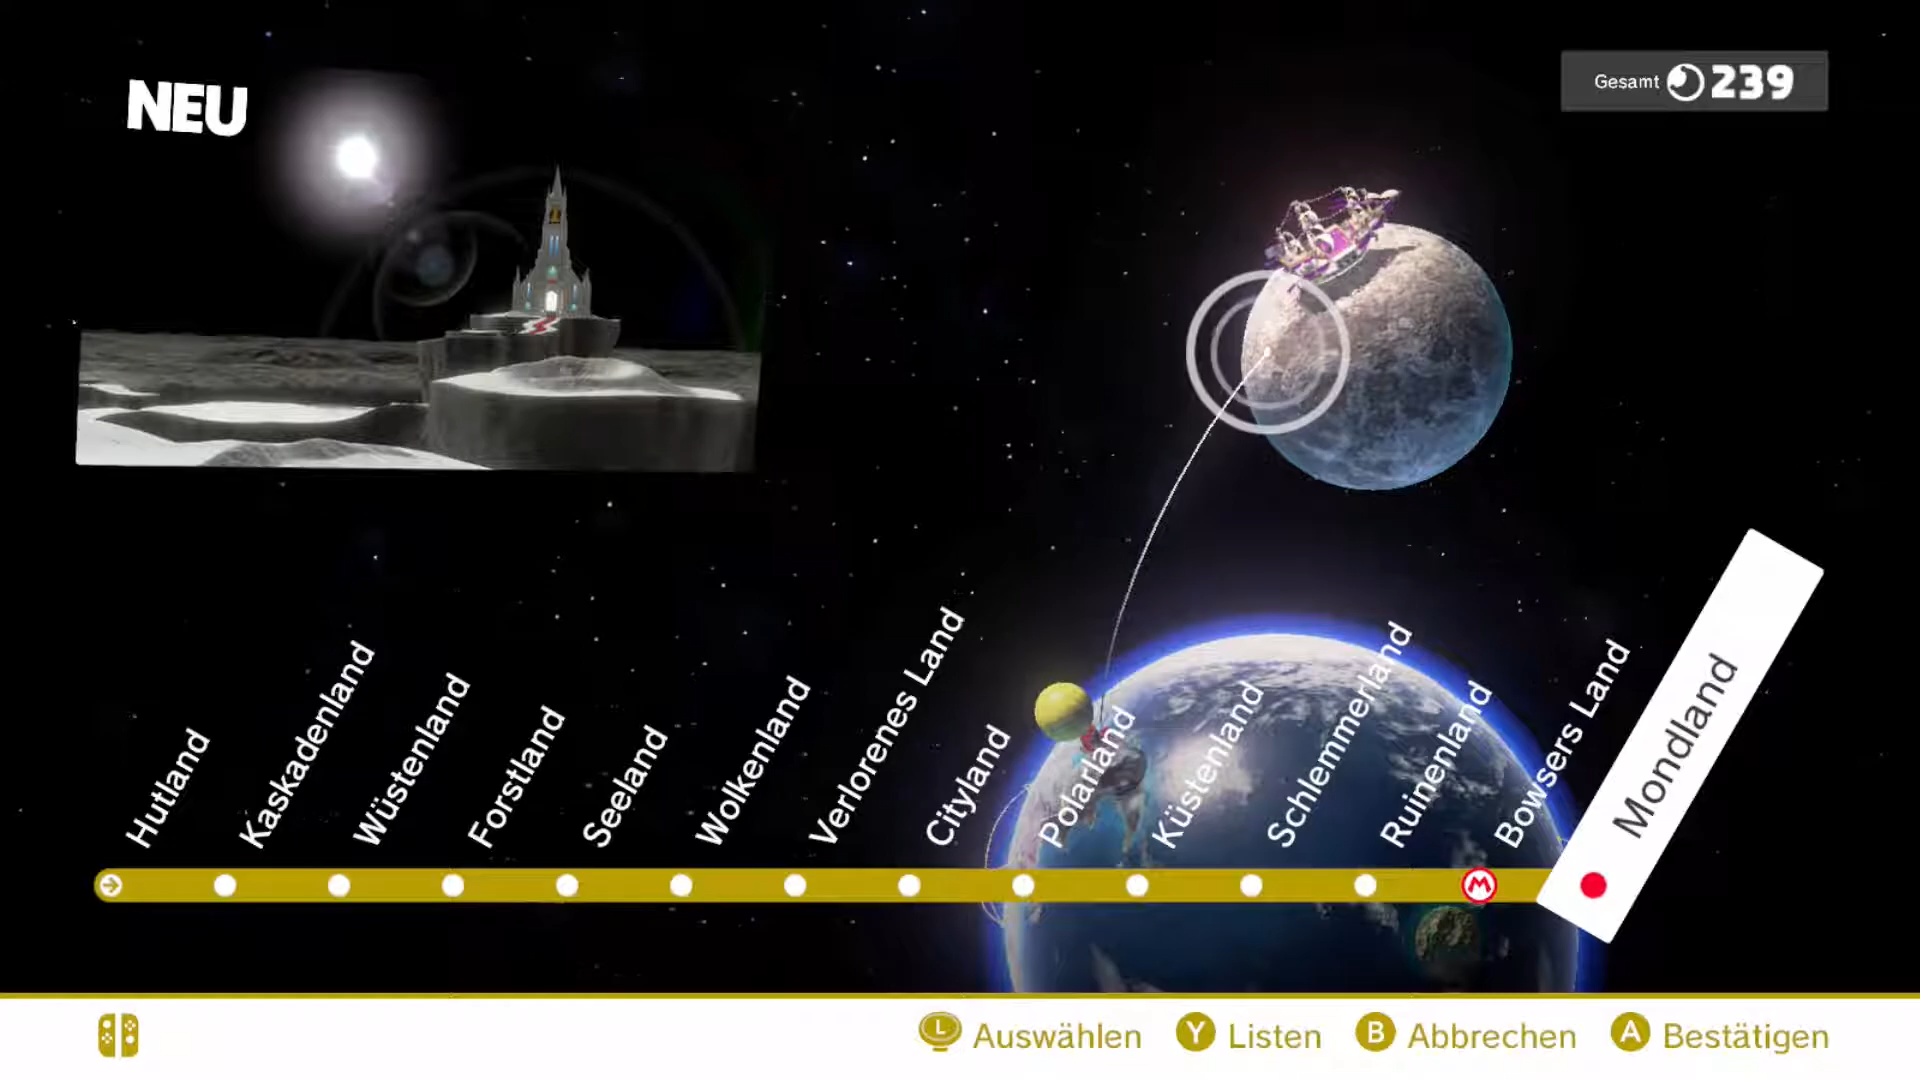 NEU
Gesamt 239
Hutland
Kaskadenland
Wüstenland
Forstland
Seeland
Wolkenland
Verlorenes Land
Cityland
Polarland
Küstenland
Schlemmerland
Ruinenland
Bowsers Land
Mondland
M
L Auswählen Y Listen B Abbrechen A Bestätigen